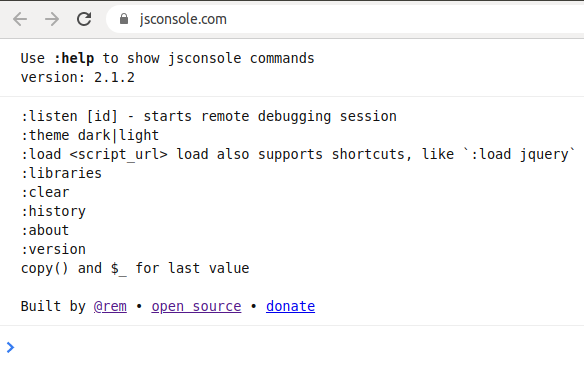 jsconsole.com
Use :help to show jsconsole commands
version: 2.1.2
:listen [id] - starts remote debugging session
:theme dark|light
:load <script_url> load also supports shortcuts, like `:load jquery`
:libraries
:clear
:history
:about
:version
copy() and $_ for last value
Built by @rem • open source • donate